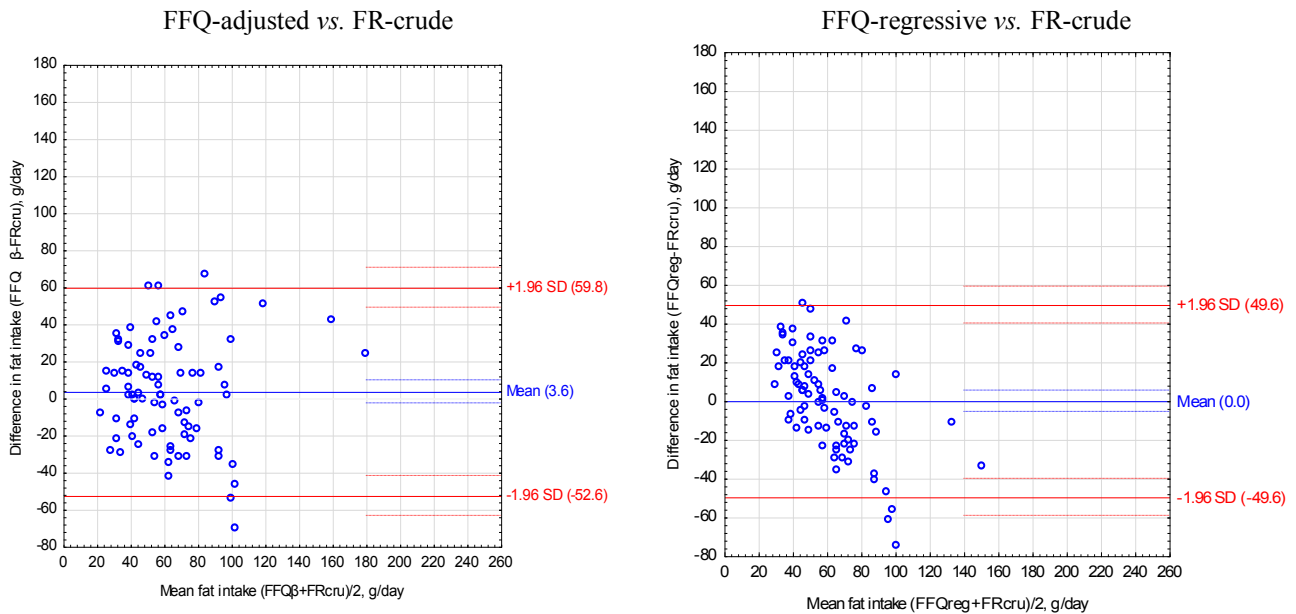 FFQ-adjusted vs. FR-crude
180
160
140
120
100
80
60
40
20
0
-20
-40
-60
-80
Difference in fat intake (FFQ β-FRcru), g/day
+1.96 SD (59.8)
Mean (3.6)
-1.96 SD (-52.6)
0 20 40 60 80 100 120 140 160 180 200 220 240 260
Mean fat intake (FFQβ+FRcru)/2, g/day
FFQ-regressive vs. FR-crude
180
160
140
120
100
80
60
40
20
0
-20
-40
-60
-80
Difference in fat intake (FFQreg-FRcru), g/day
+1.96 SD (49.6)
Mean (0.0)
-1.96 SD (-49.6)
0 20 40 60 80 100 120 140 160 180 200 220 240 260
Mean fat intake (FFQreg+FRcru)/2, g/day